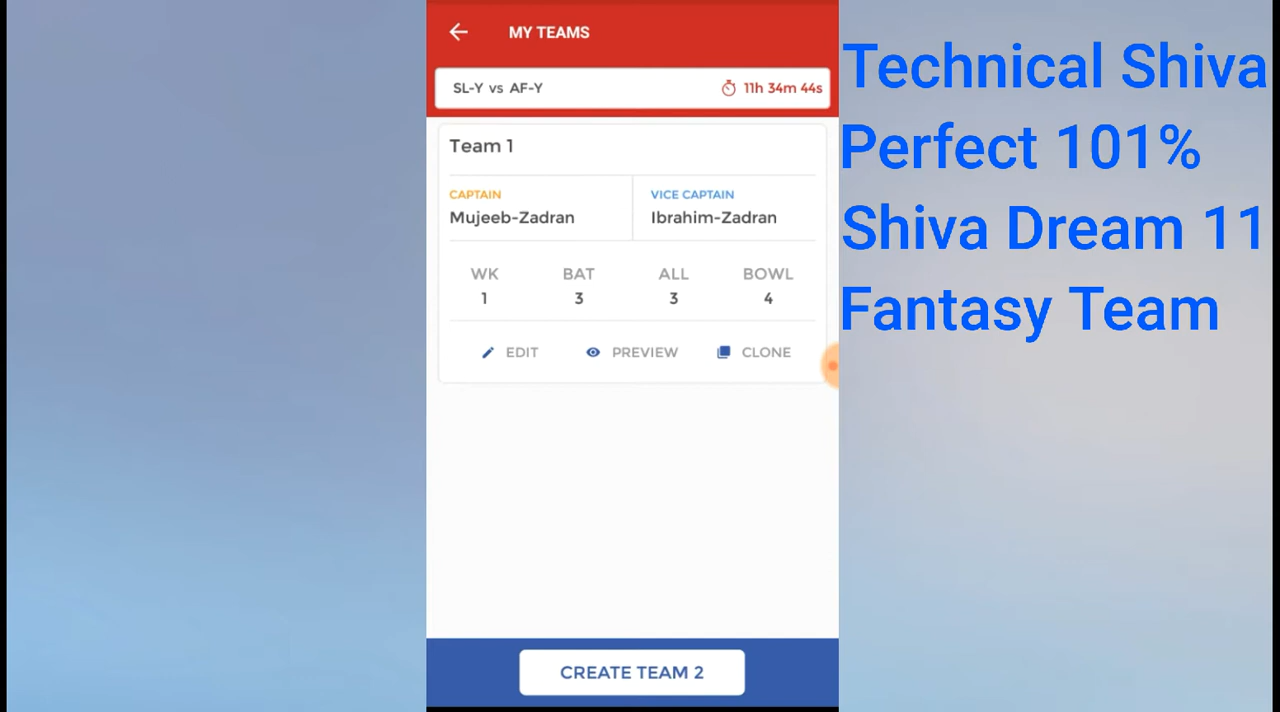 MY TEAMS
SL-Y vs AF-Y 11h 34m 44s
Team 1
CAPTAIN VICE CAPTAIN
Mujeeb-Zadran Ibrahim-Zadran
WK BAT ALL BOWL
1 3 3 4
EDIT PREVIEW CLONE
CREATE TEAM 2
Technical Shiva
Perfect 101%
Shiva Dream 11
Fantasy Team